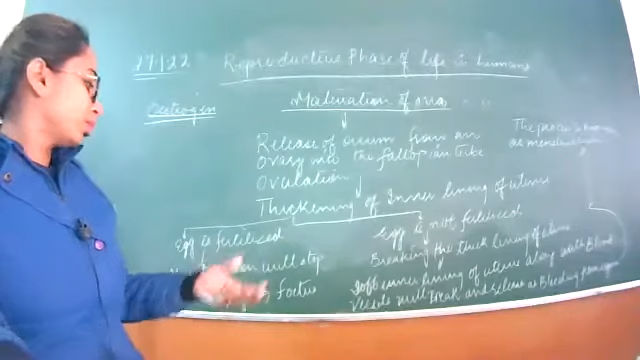 27/1/22
Reproductive Phase of life in humans
Oestrogen
Maturation of ova
Release of ovum from an
ovary into the fallopian tube
Ovulation
The process is known
as menstruation
Thickening of Inner lining of uterus
Egg is fertilised
will stop
foetus
Egg is not fertilised
Breaking the thick lining of uterus
inner lining of uterus along with Blood
Vessels will break and release as Bleeding from